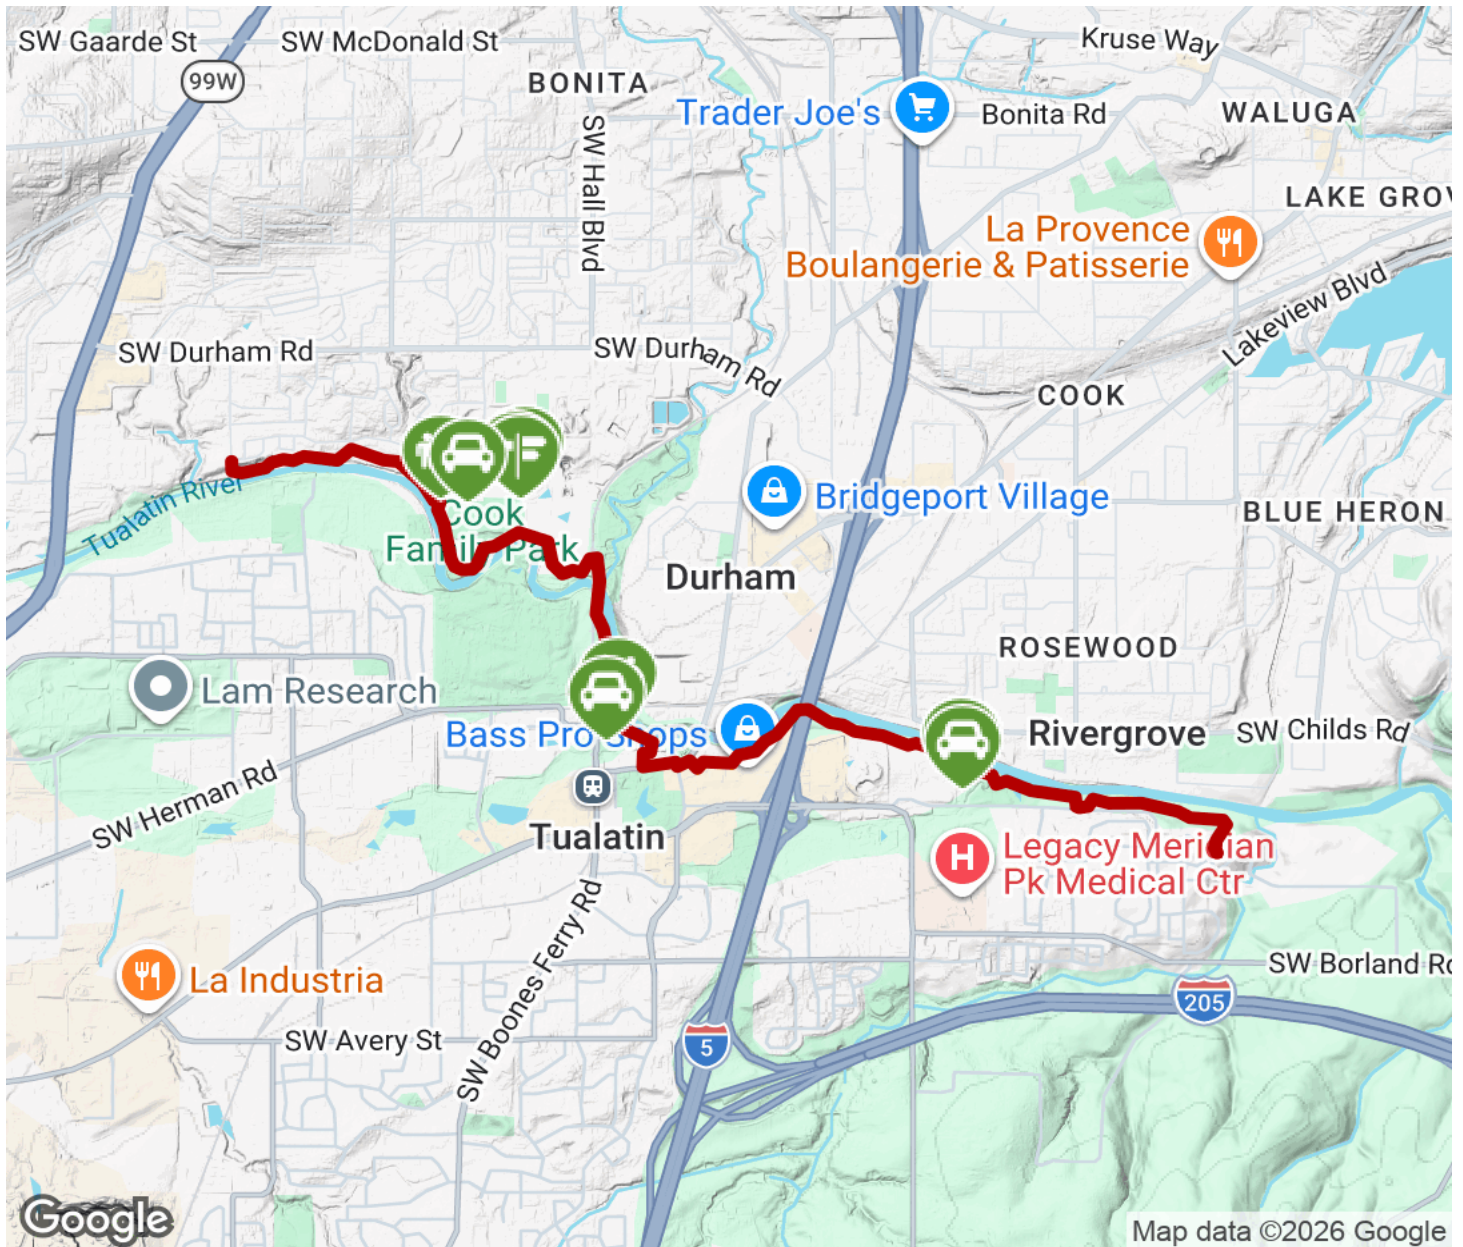 SW Gaarde St
SW McDonald St
Kruse Way
99W
BONITA
Trader Joe's
Bonita Rd
WALUGA
SW Hall Blvd
LAKE GROV
La Provence
Boulangerie & Patisserie
Lakeview Blvd
SW Durham Rd
SW Durham Rd
COOK
Tualatin River
Cook
Family Park
Bridgeport Village
BLUE HERON
Durham
ROSEWOOD
Lam Research
Bass Pro Shops
Rivergrove
SW Childs Rd
SW Herman Rd
Tualatin
H
Legacy Meridian
Pk Medical Ctr
SW Boones Ferry Rd
La Industria
SW Borland Rd
205
SW Avery St
5
Google
Map data ©2026 Google